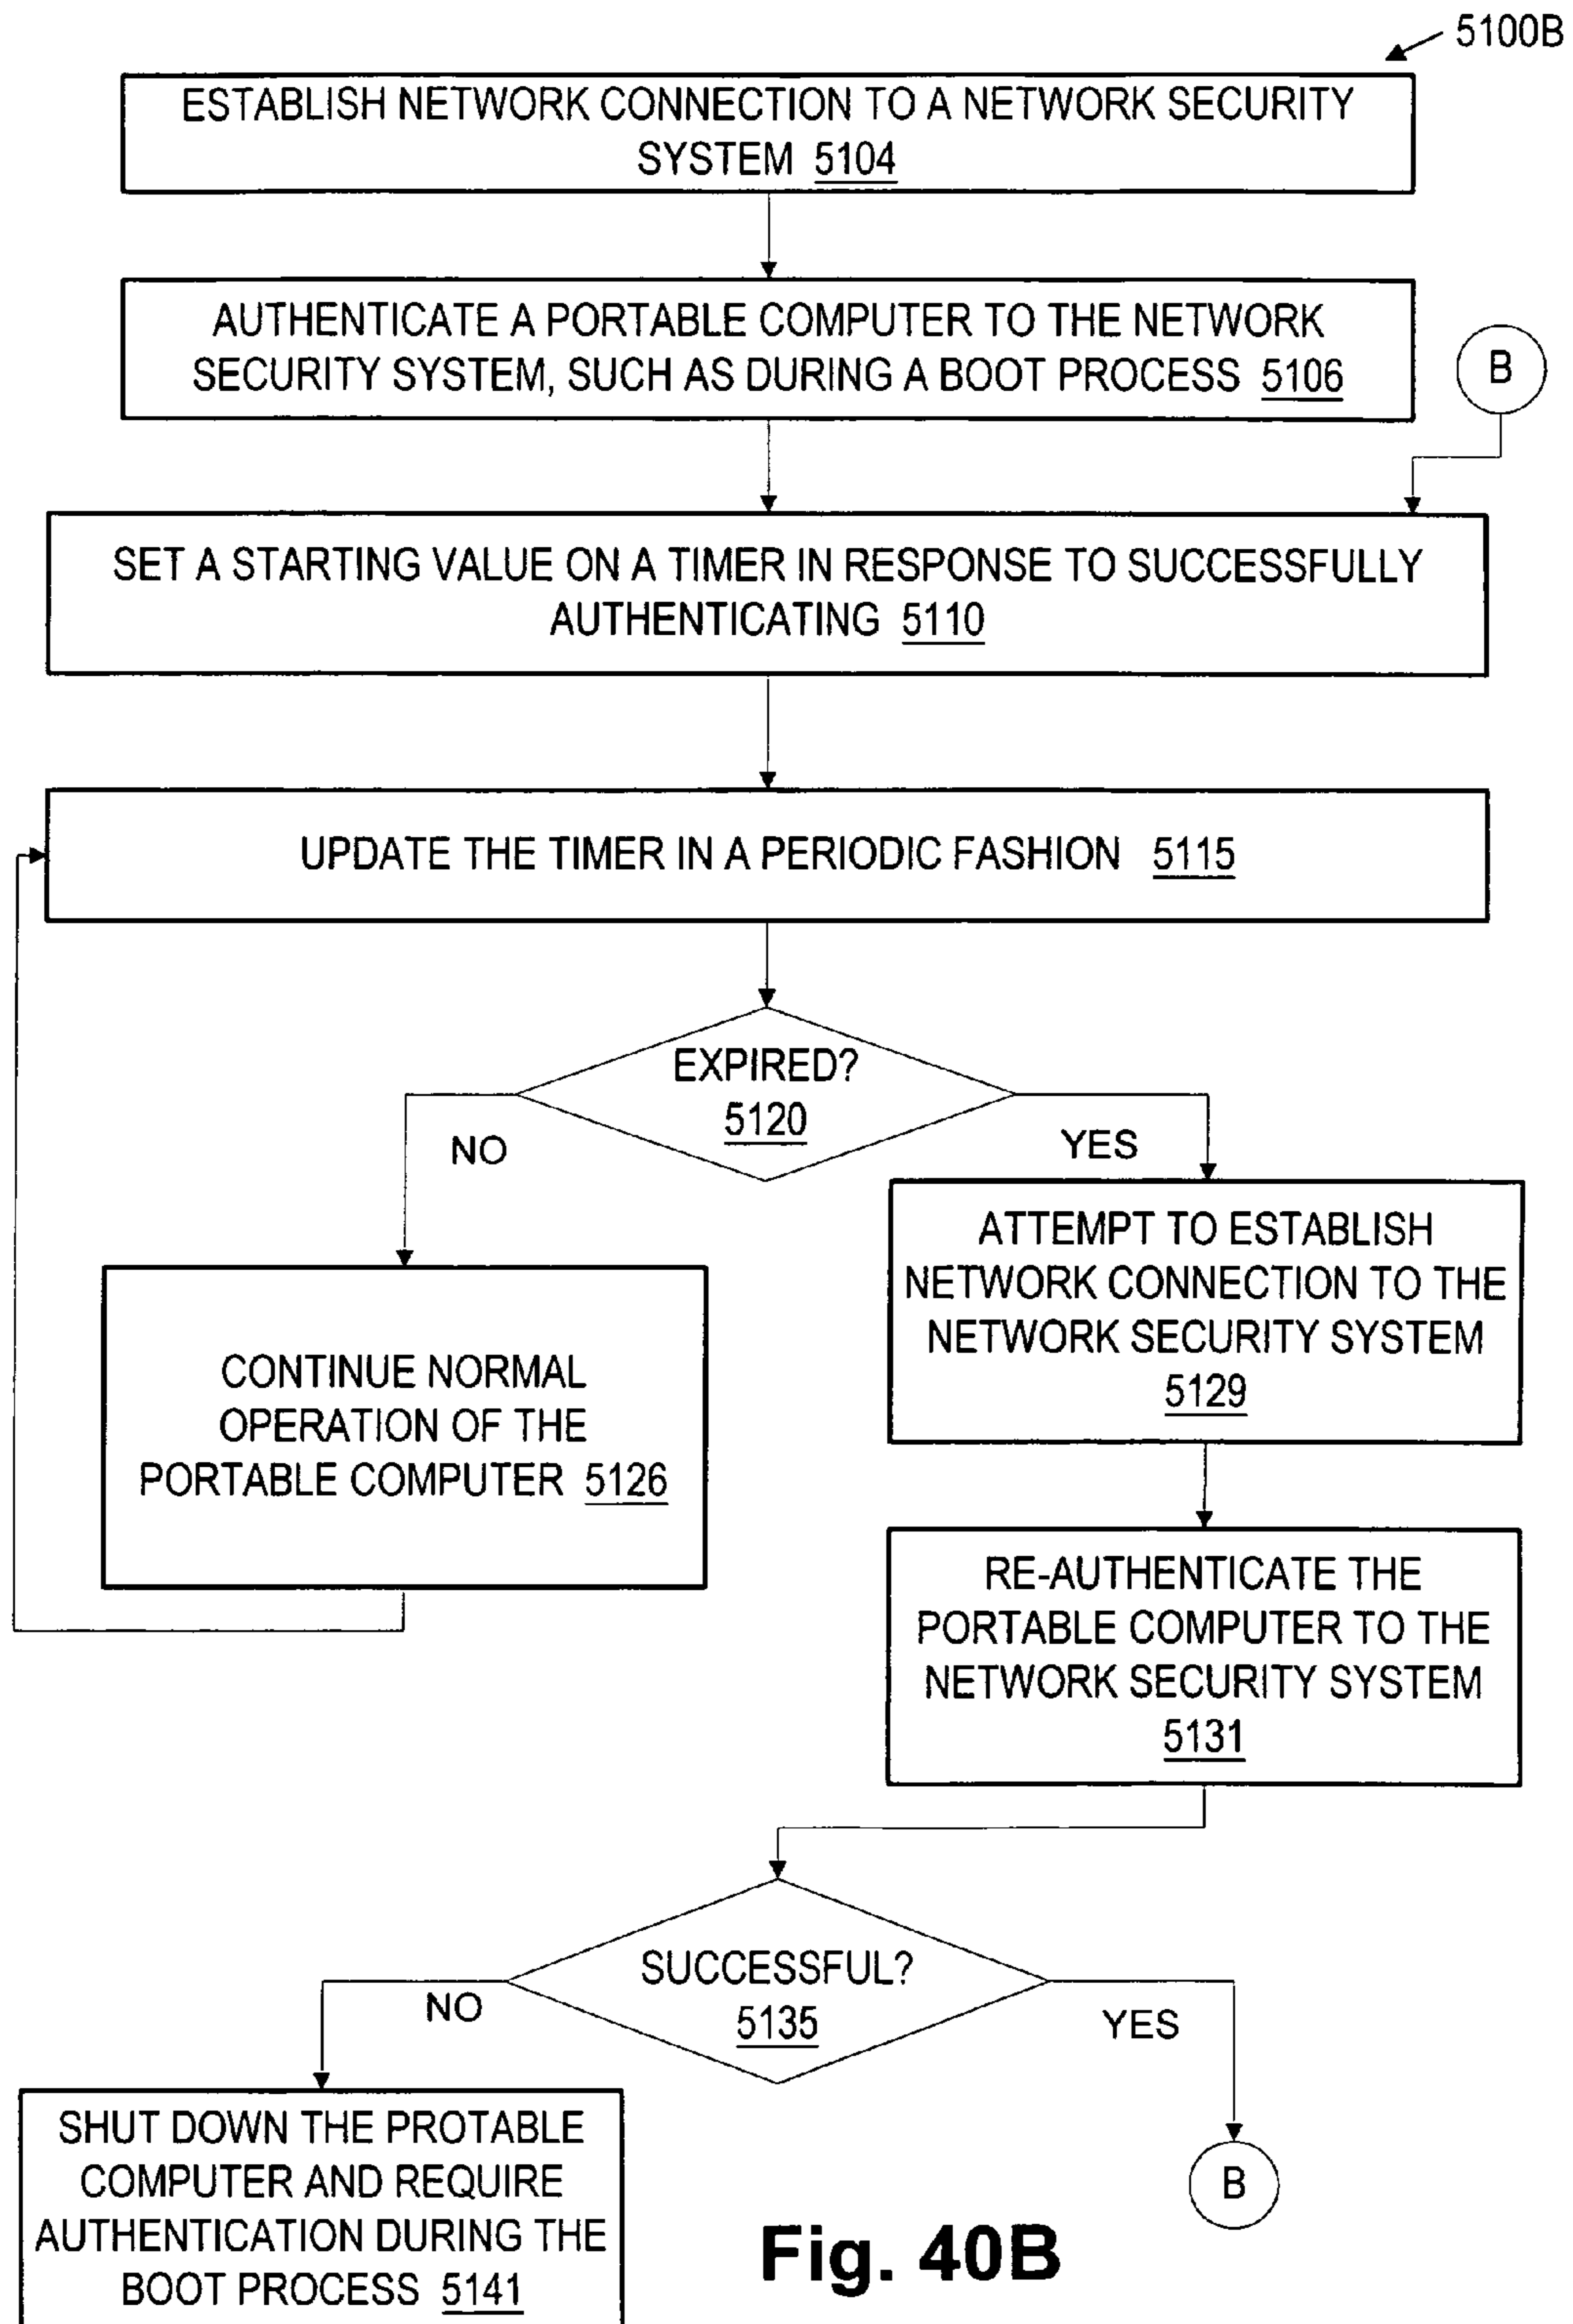 5100B
ESTABLISH NETWORK CONNECTION TO A NETWORK SECURITY
SYSTEM 5104
AUTHENTICATE A PORTABLE COMPUTER TO THE NETWORK
SECURITY SYSTEM, SUCH AS DURING A BOOT PROCESS 5106
B
SET A STARTING VALUE ON A TIMER IN RESPONSE TO SUCCESSFULLY
AUTHENTICATING 5110
UPDATE THE TIMER IN A PERIODIC FASHION 5115
EXPIRED?
5120
NO
YES
CONTINUE NORMAL
OPERATION OF THE
PORTABLE COMPUTER 5126
ATTEMPT TO ESTABLISH
NETWORK CONNECTION TO THE
NETWORK SECURITY SYSTEM
5129
RE-AUTHENTICATE THE
PORTABLE COMPUTER TO THE
NETWORK SECURITY SYSTEM
5131
SUCCESSFUL?
5135
NO
YES
SHUT DOWN THE PROTABLE
COMPUTER AND REQUIRE
AUTHENTICATION DURING THE
BOOT PROCESS 5141
B
Fig. 40B